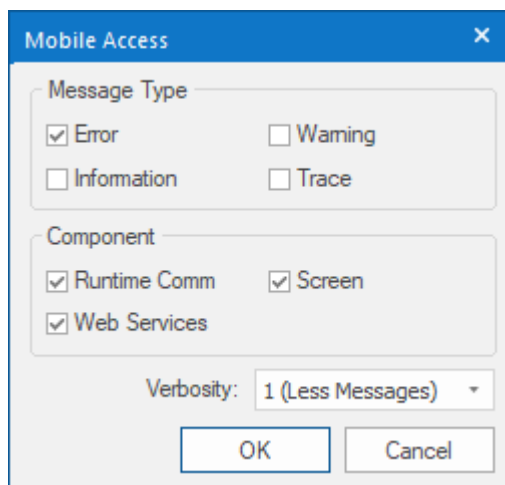 Mobile Access
Message Type
Error Warning
Information Trace
Component
Runtime Comm Screen
Web Services
Verbosity: 1 (Less Messages)
OK Cancel